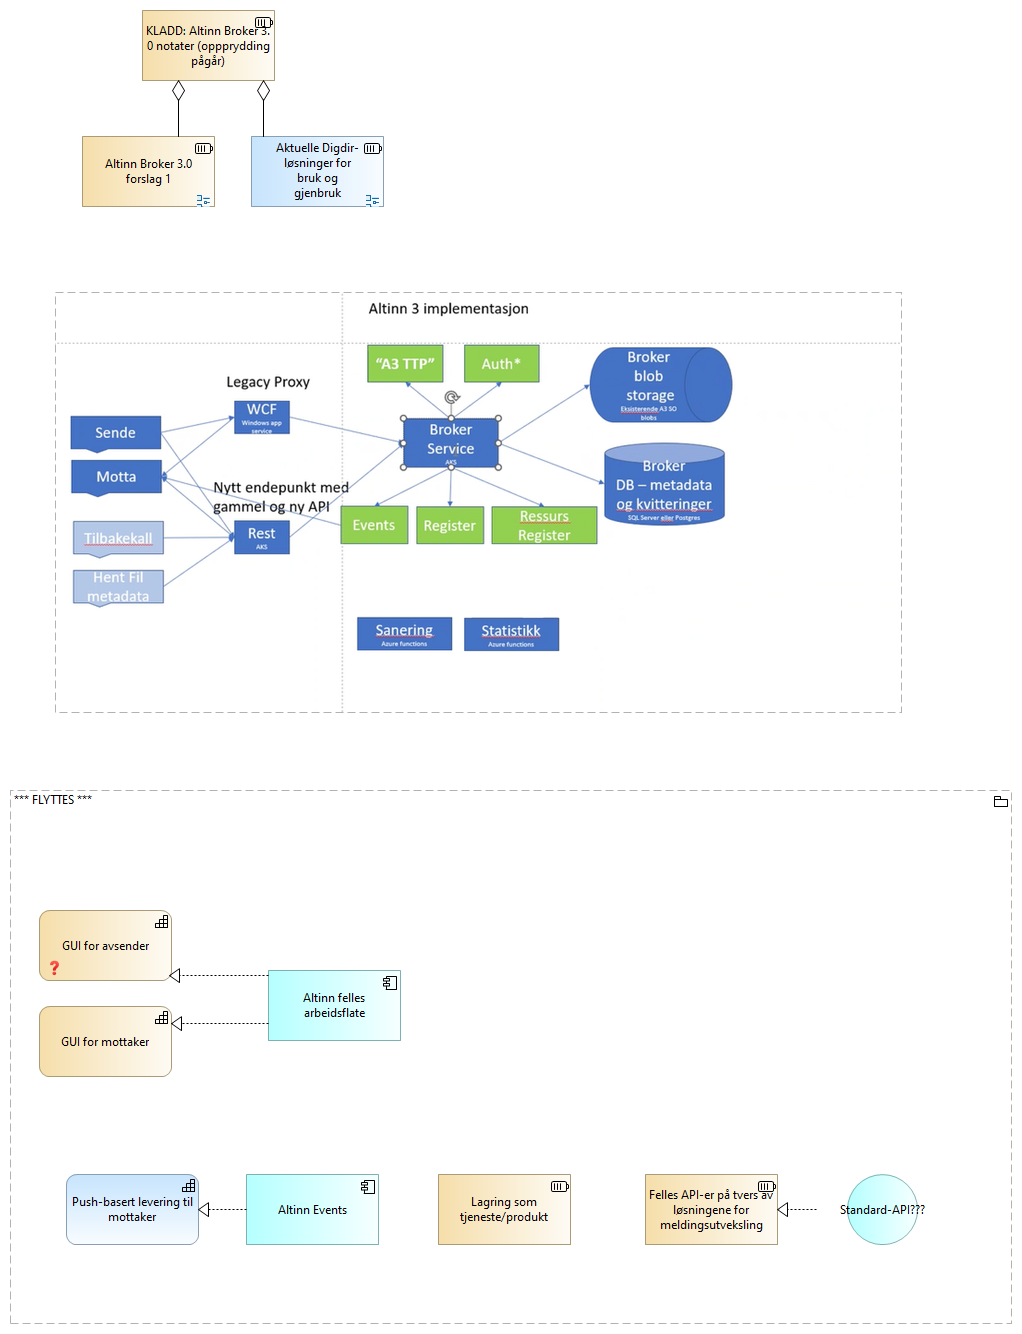 KLADD: Altinn Broker 3.
0 notater (oppprydding
pågår)
Altinn Broker 3.0
forslag 1
Aktuelle Digdir-
løsninger for
bruk og
gjenbruk
Altinn 3 implementasjon
"A3 TTP"
Auth*
Broker
blob
storage
Eksisterende A3 SO
blobs
Legacy Proxy
WCF
Windows app
service
Sende
Broker
Service
AKS
Motta
Broker
DB – metadata
og kvitteringer
SQL Server eller Postgres
Nytt endepunkt med
gammel og ny API
Tilbakekall
Rest
AKS
Events
Register
Ressurs
Register
Hent Fil
metadata
Sanering
Azure functions
Statistikk
Azure functions
*** FLYTTES ***
GUI for avsender
?
Altinn felles
arbeidsflate
GUI for mottaker
Push-basert levering til
mottaker
Altinn Events
Lagring som
tjeneste/produkt
Felles API-er på tvers av
løsningene for
meldingsutveksling
Standard-API???